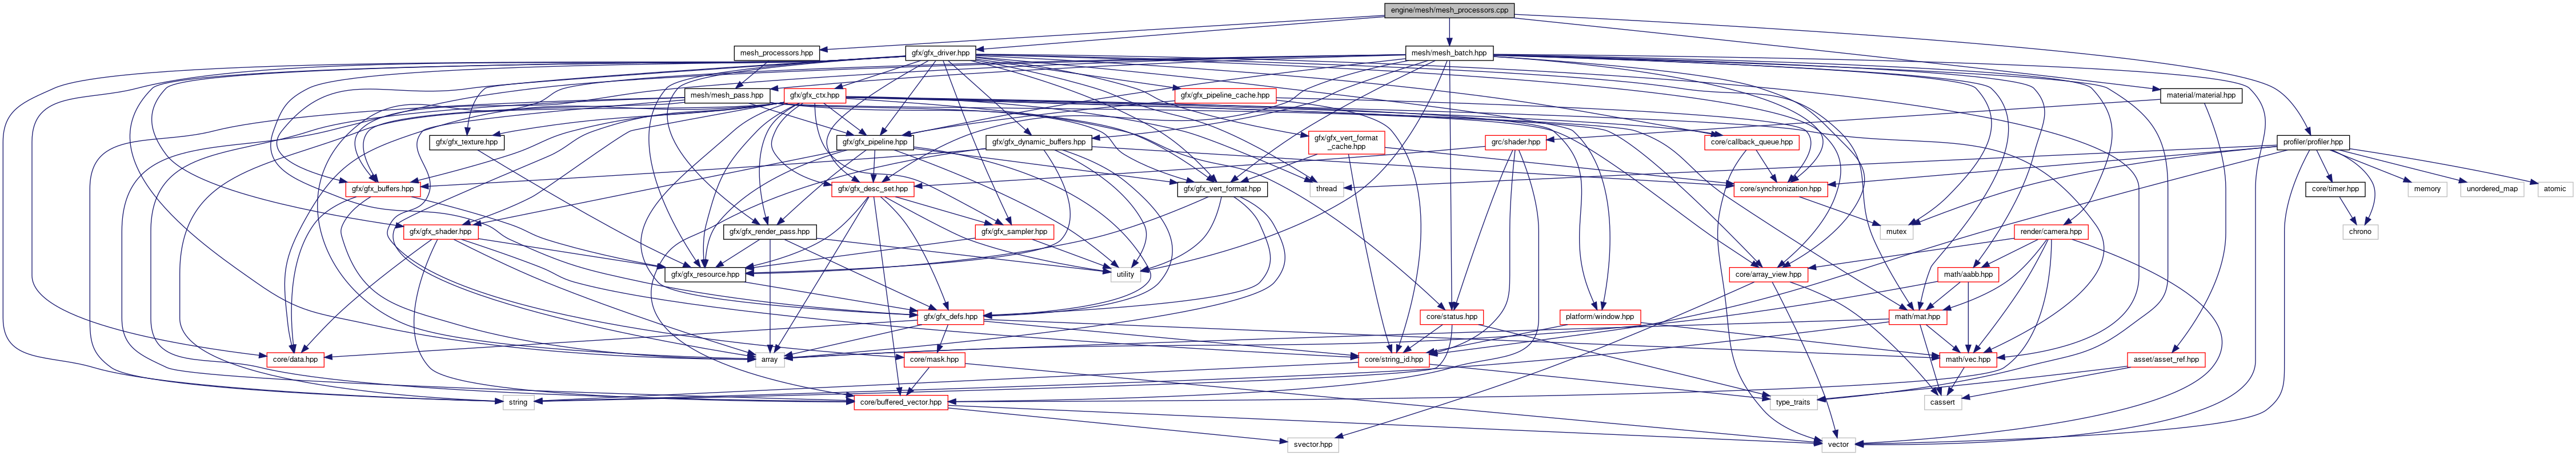 engine/mesh/mesh_processors.cpp
mesh_processors.hpp
gfx/gfx_driver.hpp
mesh/mesh_batch.hpp
mesh/mesh_pass.hpp
gfx/gfx_ctx.hpp
gfx/gfx_pipeline_cache.hpp
material/material.hpp
gfx/gfx_texture.hpp
gfx/gfx_pipeline.hpp
gfx/gfx_dynamic_buffers.hpp
gfx/gfx_vert_format
_cache.hpp
grc/shader.hpp
core/callback_queue.hpp
profiler/profiler.hpp
gfx/gfx_buffers.hpp
gfx/gfx_desc_set.hpp
gfx/gfx_vert_format.hpp
thread
core/synchronization.hpp
core/timer.hpp
memory
unordered_map
atomic
gfx/gfx_shader.hpp
gfx/gfx_render_pass.hpp
gfx/gfx_sampler.hpp
mutex
render/camera.hpp
chrono
gfx/gfx_resource.hpp
utility
core/array_view.hpp
math/aabb.hpp
gfx/gfx_defs.hpp
core/status.hpp
platform/window.hpp
math/mat.hpp
core/data.hpp
array
core/mask.hpp
core/string_id.hpp
math/vec.hpp
asset/asset_ref.hpp
string
core/buffered_vector.hpp
type_traits
cassert
svector.hpp
vector